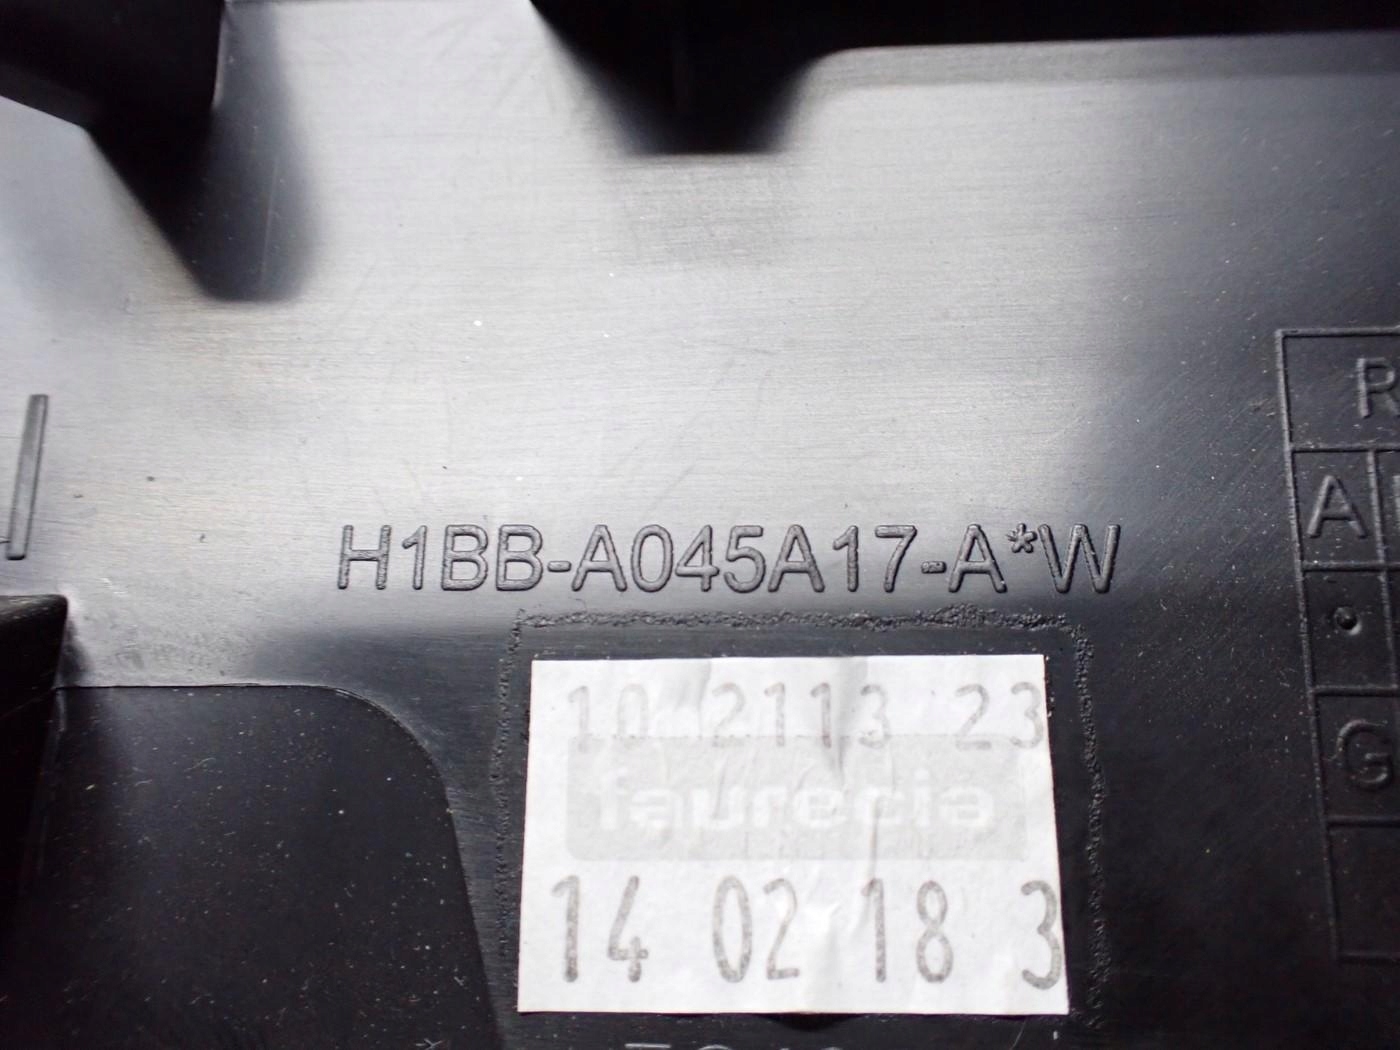 H1BB-A045A17-A*W
10 2113 23
faurecia
14 02 18 3
R
A
G